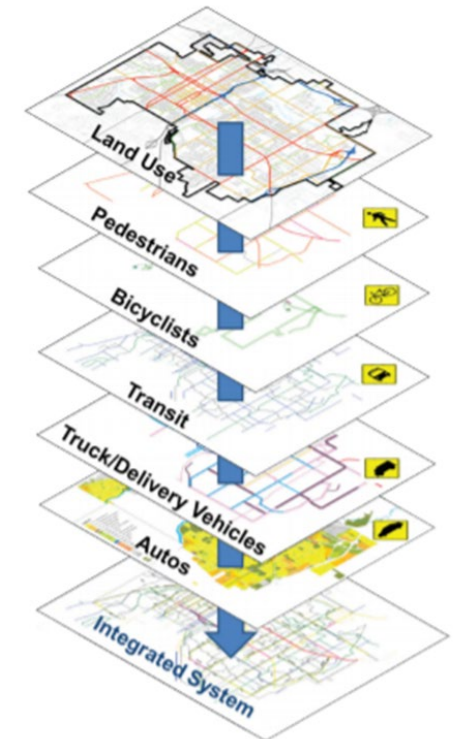 Land Use
Pedestrians
Bicyclists
Transit
Truck/Delivery Vehicles
Autos
Integrated System